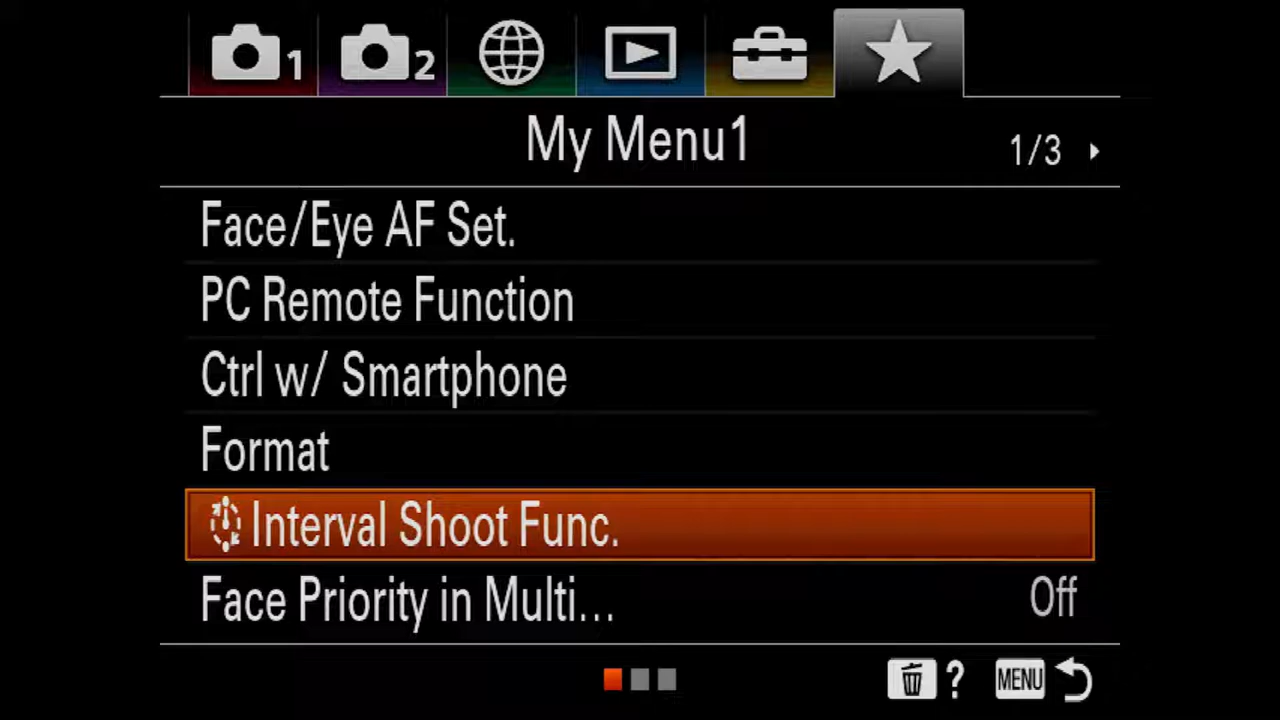 1 2
My Menu1 1/3
Face/Eye AF Set.
PC Remote Function
Ctrl w/ Smartphone
Format
Interval Shoot Func.
Face Priority in Multi... Off
? MENU